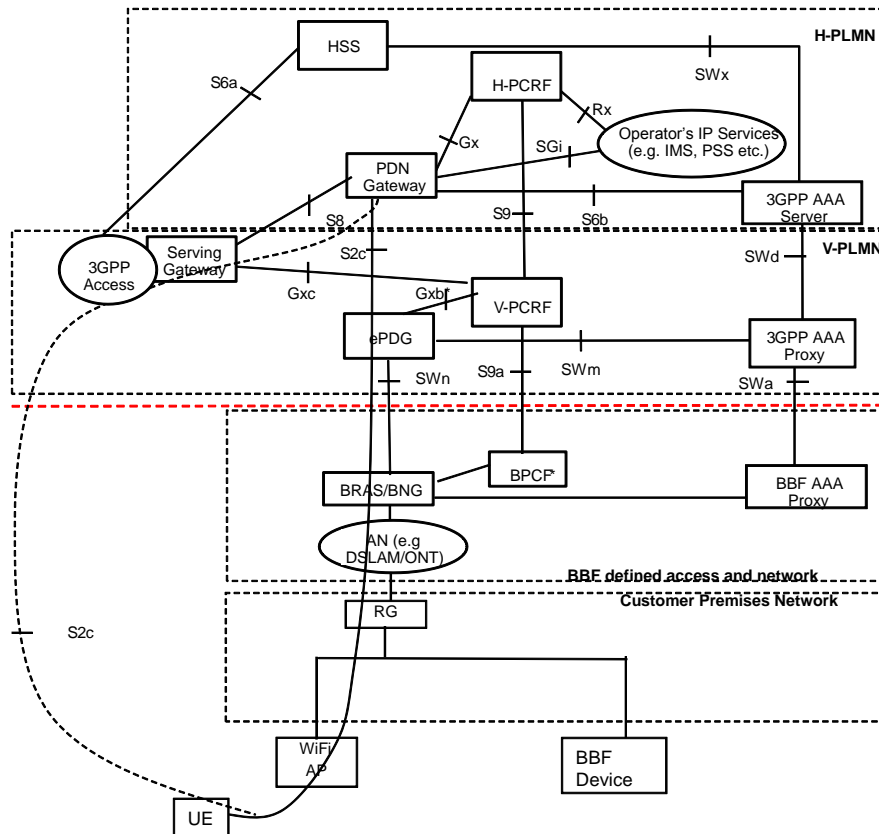 HSS
H-PLMN
SWx
S6a
H-PCRF
Rx
Gx
Operator's IP Services
(e.g. IMS, PSS etc.)
SGi
PDN
Gateway
3GPP AAA
Server
S8
S9
S6b
S2c
V-PLMN
Serving
Gateway
3GPP
Access
SWd
Gxc
Gxb*
V-PCRF
ePDG
3GPP AAA
Proxy
SWn
S9a
SWm
SWa
BPCF*
BRAS/BNG
BBF AAA
Proxy
AN (e.g
DSLAM/ONT)
BBF defined access and network
Customer Premises Network
RG
S2c
WiFi
AP
BBF
Device
UE